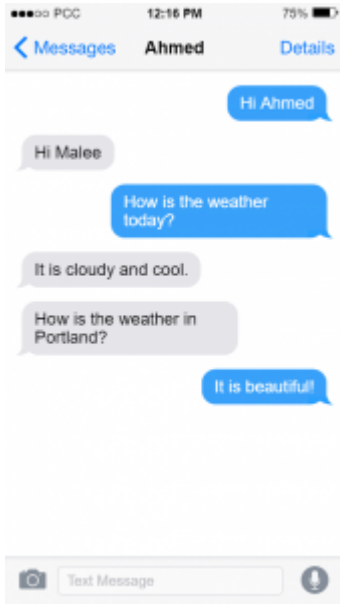 PCC 12:16 PM 75%
Messages Ahmed Details
Hi Ahmed
Hi Malee
How is the weather
today?
It is cloudy and cool.
How is the weather in
Portland?
It is beautiful!
Text Message